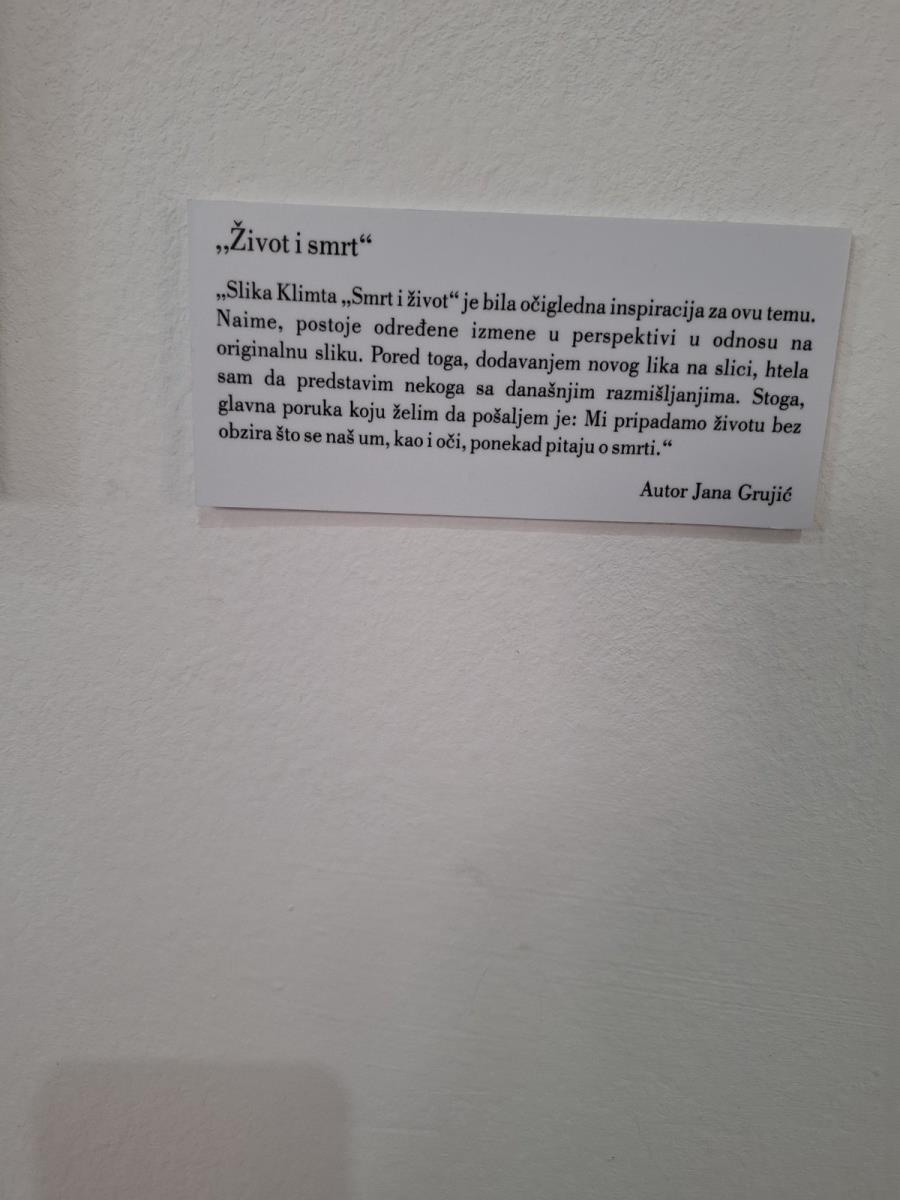 „Život i smrt“
„Slika Klimta „Smrt i život“ je bila očigledna inspiracija za ovu temu.
Naime, postoje određene izmene u perspektivi u odnosu na
originalnu sliku. Pored toga, dodavanjem novog lika na slici, htela
sam da predstavim nekoga sa današnjim razmišljanjima. Stoga,
glavna poruka koju želim da pošaljem je: Mi pripadamo životu bez
obzira što se naš um, kao i oči, ponekad pitaju o smrti.“
Autor Jana Grujić